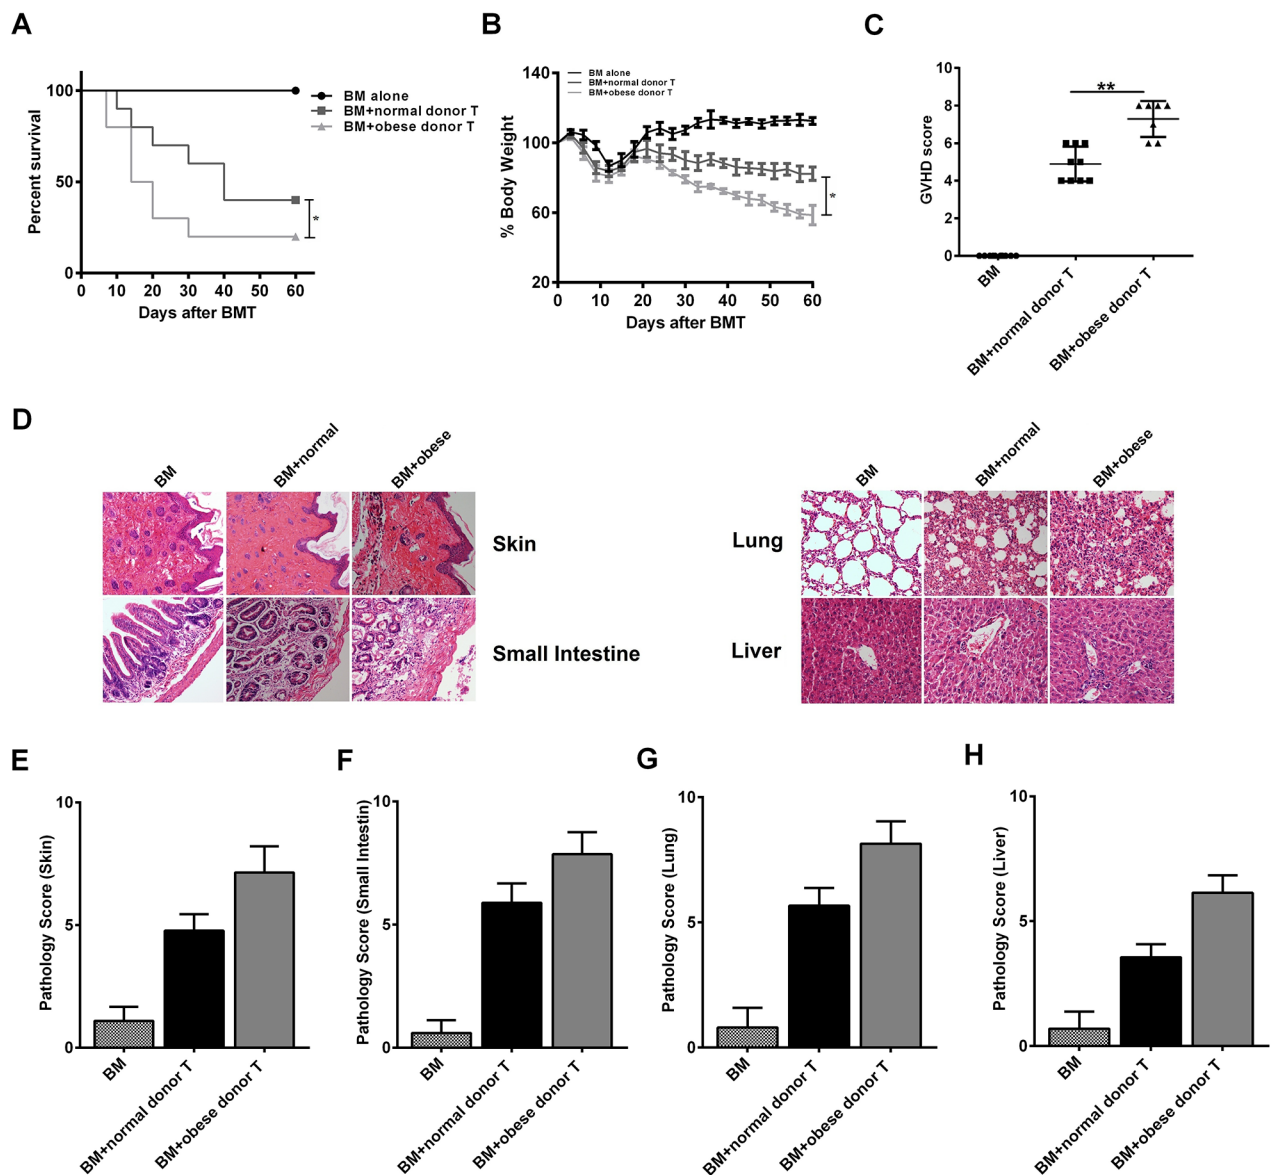 A
Percent survival
100
50
0
0 10 20 30 40 50 60
Days after BMT
BM alone
BM+normal donor T
BM+obese donor T
*
B
% Body Weight
140
100
60
20
0 10 20 30 40 50 60
Days after BMT
BM alone
BM+normal donor T
BM+obese donor T
*
C
GVHD score
10
8
6
4
2
0
**
BM
BM+normal donor T
BM+obese donor T
D
BM
BM+normal
BM+obese
Skin
Small Intestine
BM
BM+normal
BM+obese
Lung
Liver
E
Pathology Score (Skin)
10
5
0
BM
BM+normal donor T
BM+obese donor T
F
Pathology Score (Small Intestin)
10
5
0
BM
BM+normal donor T
BM+obese donor T
G
Pathology Score (Lung)
10
5
0
BM
BM+normal donor T
BM+obese donor T
H
Pathology Score (Liver)
10
5
0
BM
BM+normal donor T
BM+obese donor T